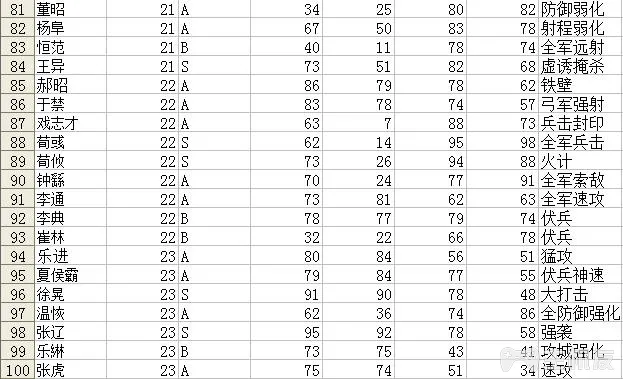 81 董昭 21 A 34 25 80 82 防御弱化
82 杨阜 21 A 67 50 83 78 射程弱化
83 恒范 21 B 40 11 78 74 全军远射
84 王异 21 S 73 51 82 68 虚诱掩杀
85 郝昭 22 A 86 79 78 62 铁壁
86 于禁 22 A 83 78 74 57 弓军强射
87 戏志才 22 A 63 7 88 73 兵击封印
88 荀彧 22 S 62 14 95 98 全军兵击
89 荀攸 22 S 73 26 94 88 火计
90 钟繇 22 A 70 24 77 91 全军索敌
91 李通 22 A 73 81 62 63 全军速攻
92 李典 22 B 78 77 79 74 伏兵
93 崔林 22 B 32 22 66 78 伏兵
94 乐进 23 A 80 84 56 51 猛攻
95 夏侯霸 23 A 79 84 77 55 伏兵神速
96 徐晃 23 S 91 90 78 48 大打击
97 温恢 23 A 62 36 74 86 全防御强化
98 张辽 23 S 95 92 78 58 强袭
99 乐綝 23 B 73 75 43 41 攻城强化
100 张虎 23 A 75 74 51 34 速攻